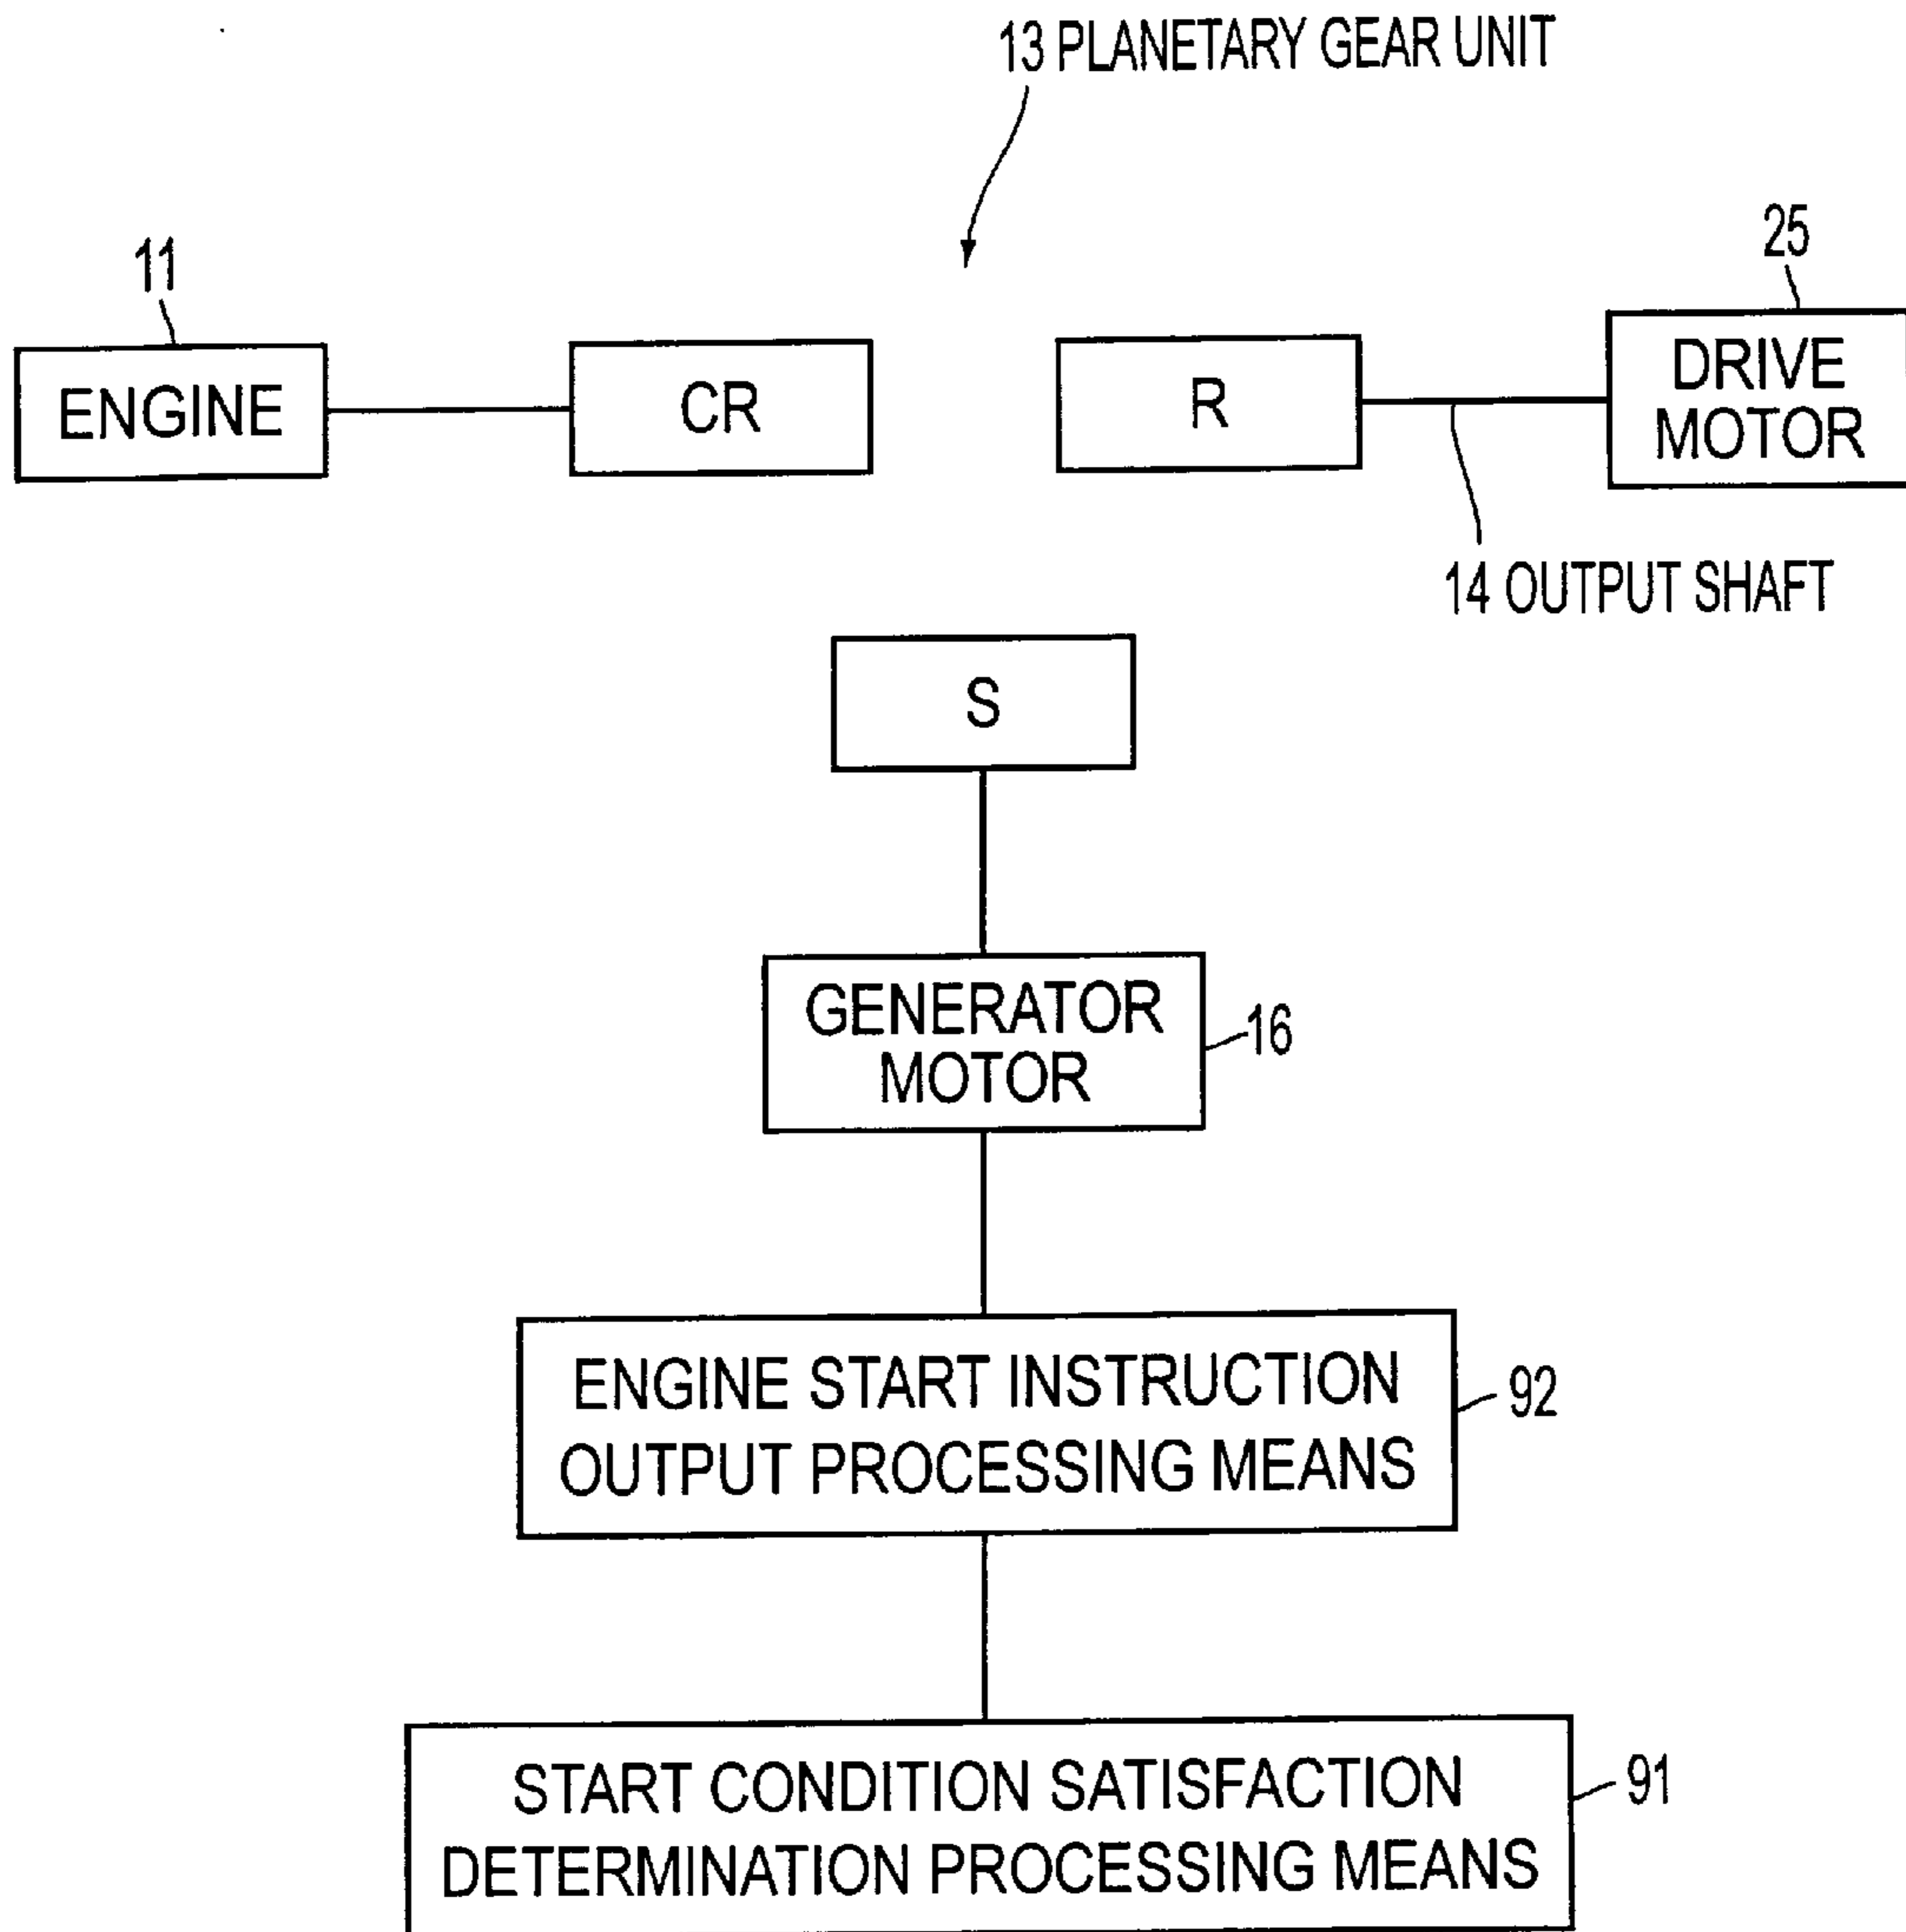 13 PLANETARY GEAR UNIT
11
25
ENGINE
CR
R
DRIVE
MOTOR
14 OUTPUT SHAFT
S
GENERATOR
MOTOR
16
ENGINE START INSTRUCTION
OUTPUT PROCESSING MEANS
92
START CONDITION SATISFACTION
DETERMINATION PROCESSING MEANS
91